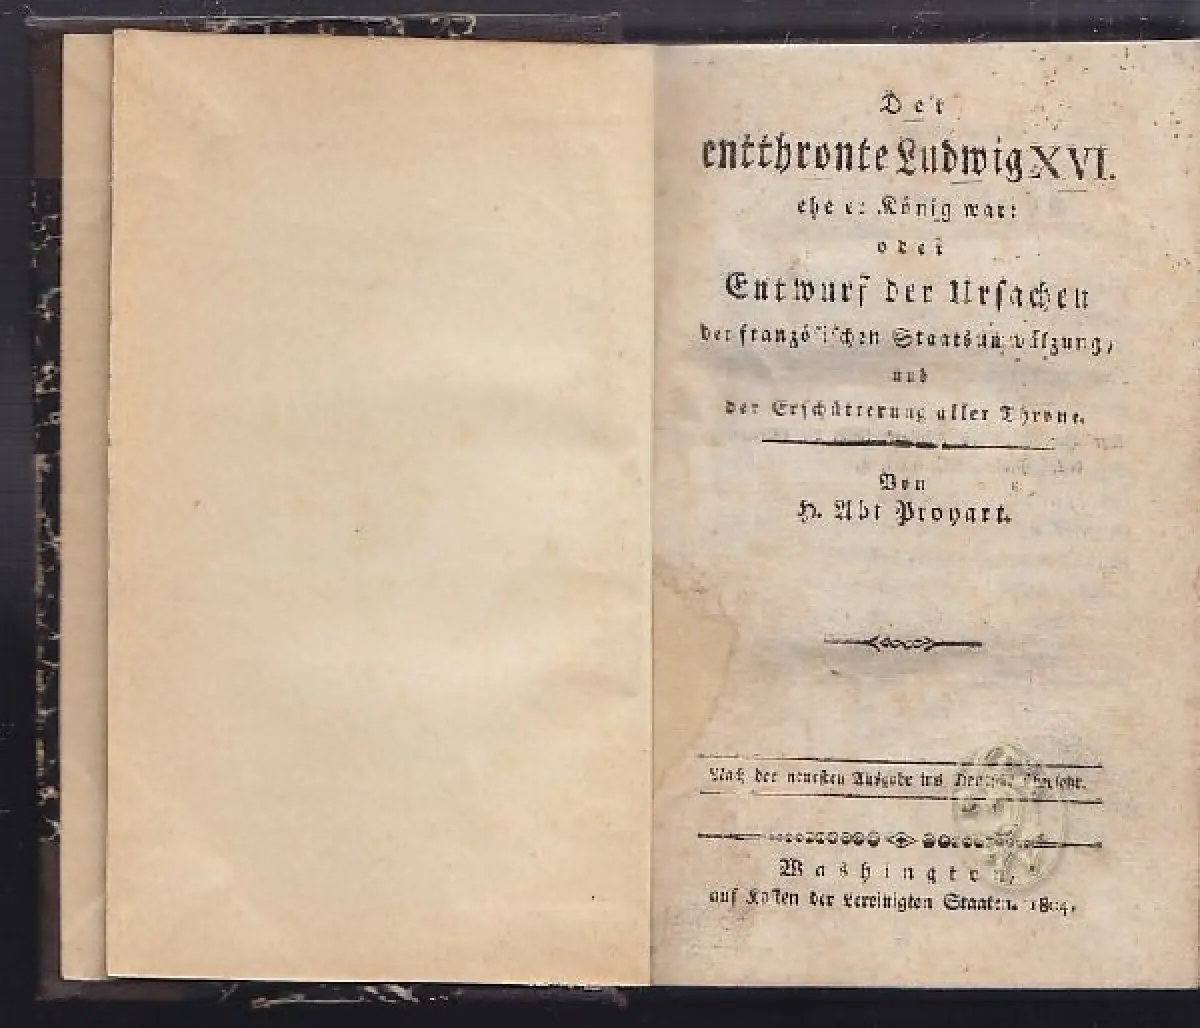 Der
entthronte Ludwig XVI.
ehe er König war:
oder
Entwurf der Ursachen
der französischen Staatsumwälzung,
und
der Erschütterung aller Throne.
Von
H. Abt Proyart.
Nach der neuesten Ausgabe ins Deutsche übersetzt.
Washington,
auf Kosten der vereinigten Staaten. 1804.